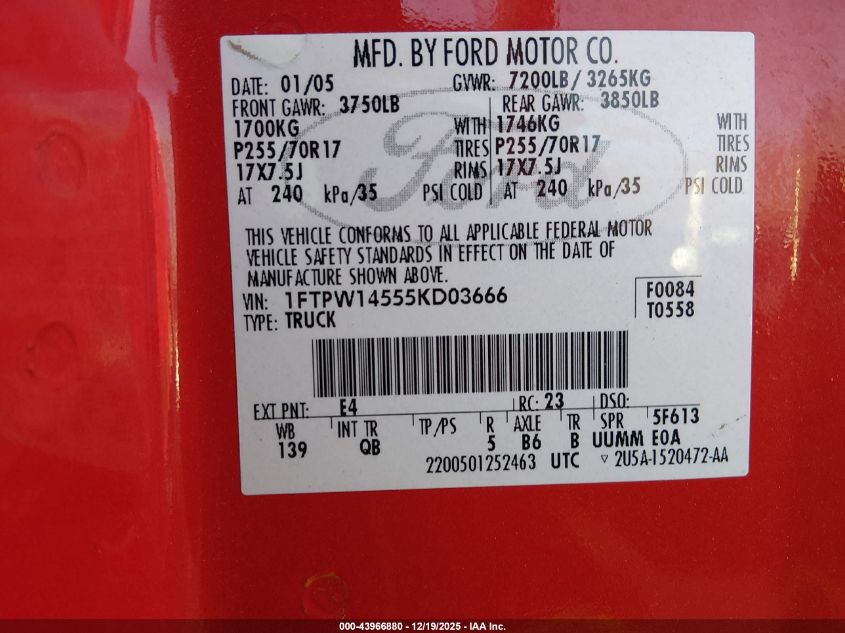 MFD. BY FORD MOTOR CO.
DATE: 01/05 GVWR: 7200LB / 3265KG
FRONT GAWR: 3750LB REAR GAWR: 3850LB
1700KG WITH 1746KG WITH
P255/70R17 TIRES P255/70R17 TIRES
17X7.5J RIMS 17X7.5J RIMS
AT 240 kPa/35 PSI COLD AT 240 kPa/35 PSI COLD
Ford
THIS VEHICLE CONFORMS TO ALL APPLICABLE FEDERAL MOTOR
VEHICLE SAFETY STANDARDS IN EFFECT ON THE DATE OF
MANUFACTURE SHOWN ABOVE.
VIN: 1FTPW14555KD03666 F0084
TYPE: TRUCK T0558
EXT PNT: E4 RC: 23 DSO:
WB INT TR TP/PS R AXLE TR SPR 5F613
139 QB 5 B6 B UUMM EOA
2200501252463 UTC ▿ 2U5A-1520472-AA
000-43966880 - 12/19/2025 - IAA Inc.